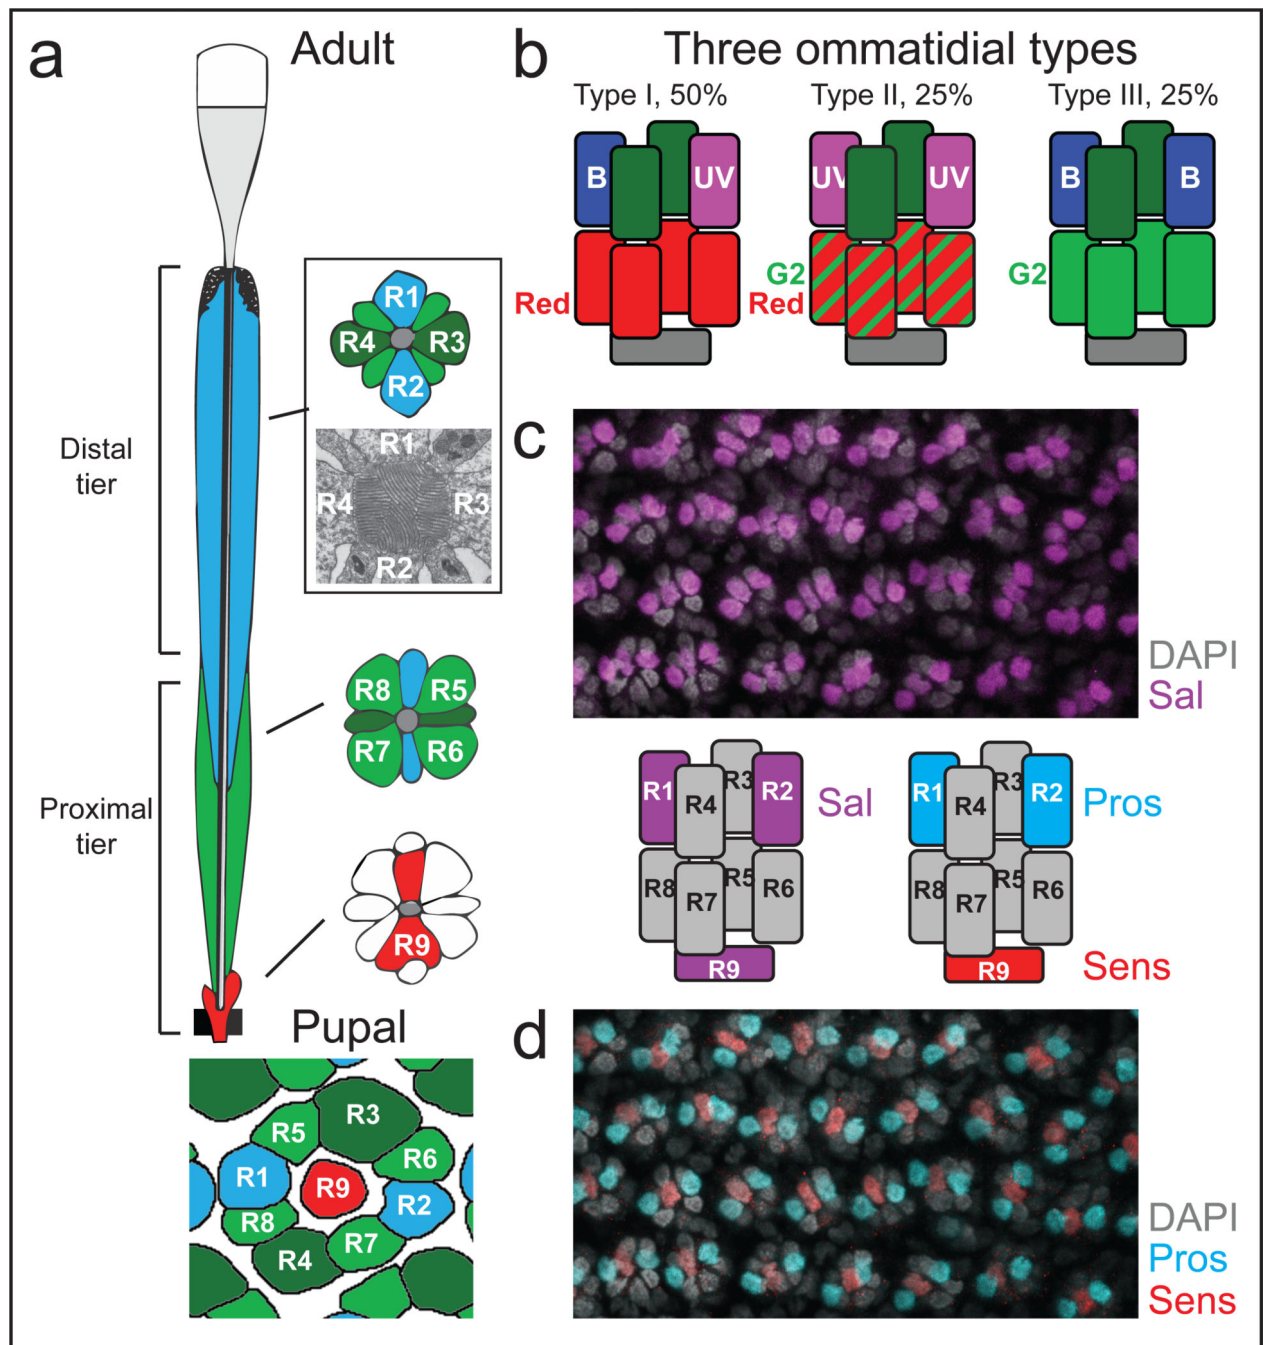 a
Adult
R1
R4
R3
R2
R1
R4
R3
R2
Distal
tier
R8
R5
R7
R6
Proximal
tier
R9
Pupal
R3
R5
R6
R1
R9
R2
R8
R7
R4
b
Three ommatidial types
Type I, 50%
Type II, 25%
Type III, 25%
B
UV
UV
UV
B
B
Red
G2
Red
G2
c
DAPI
Sal
R1
R3
R2
R4
R8
R5
R6
R7
R9
Sal
R1
R3
R2
R4
R8
R5
R6
R7
R9
Pros
Sens
d
DAPI
Pros
Sens